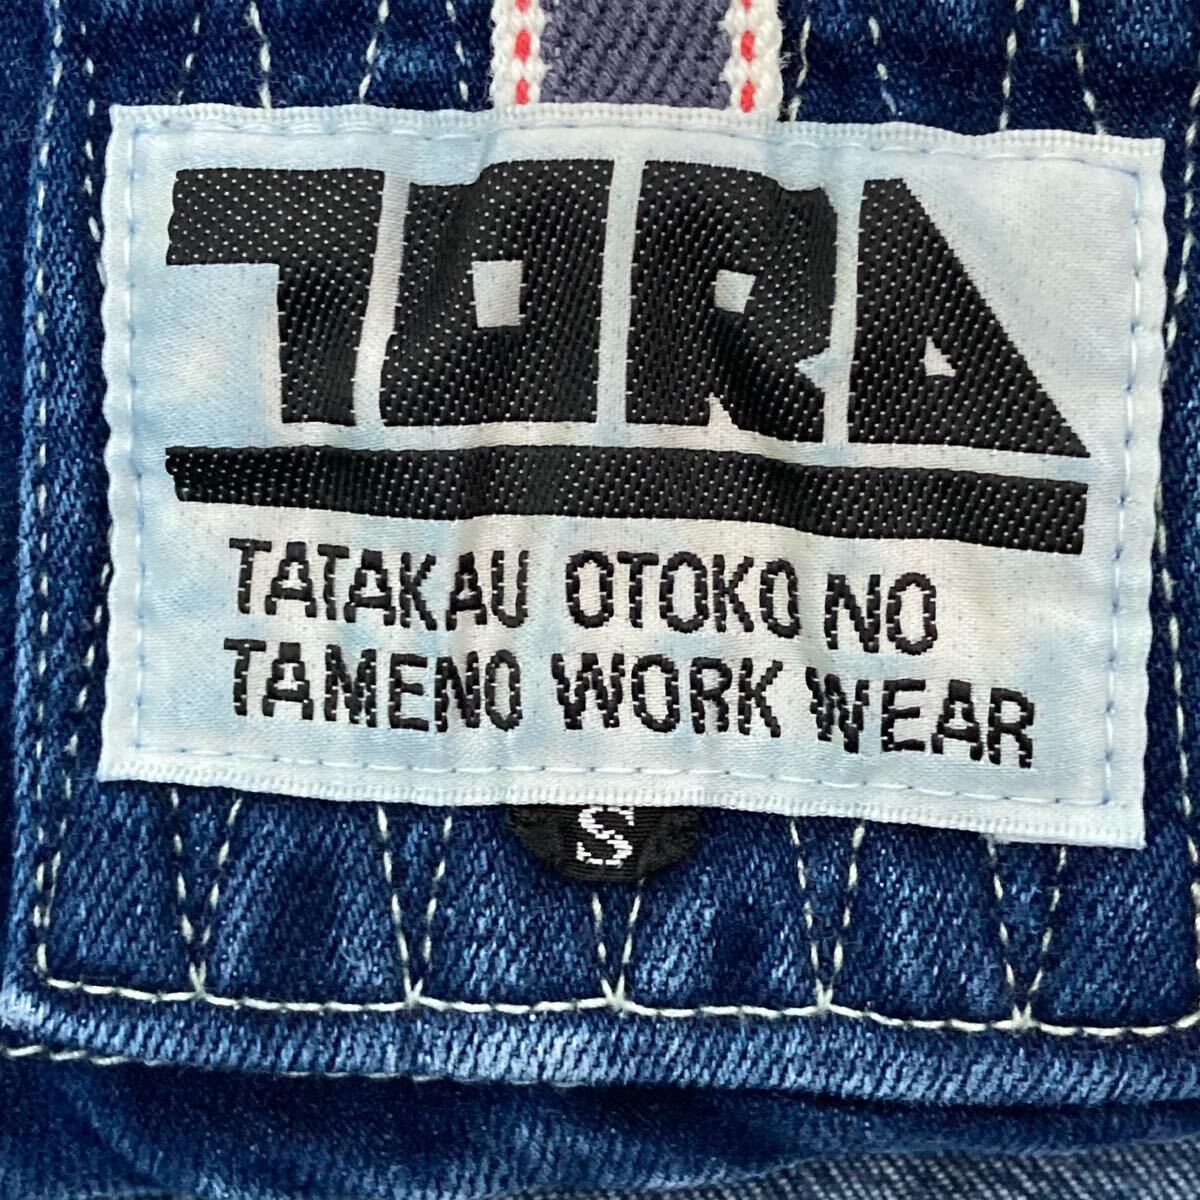 TORA
TATAKAU OTOKO NO
TAMENO WORK WEAR
S